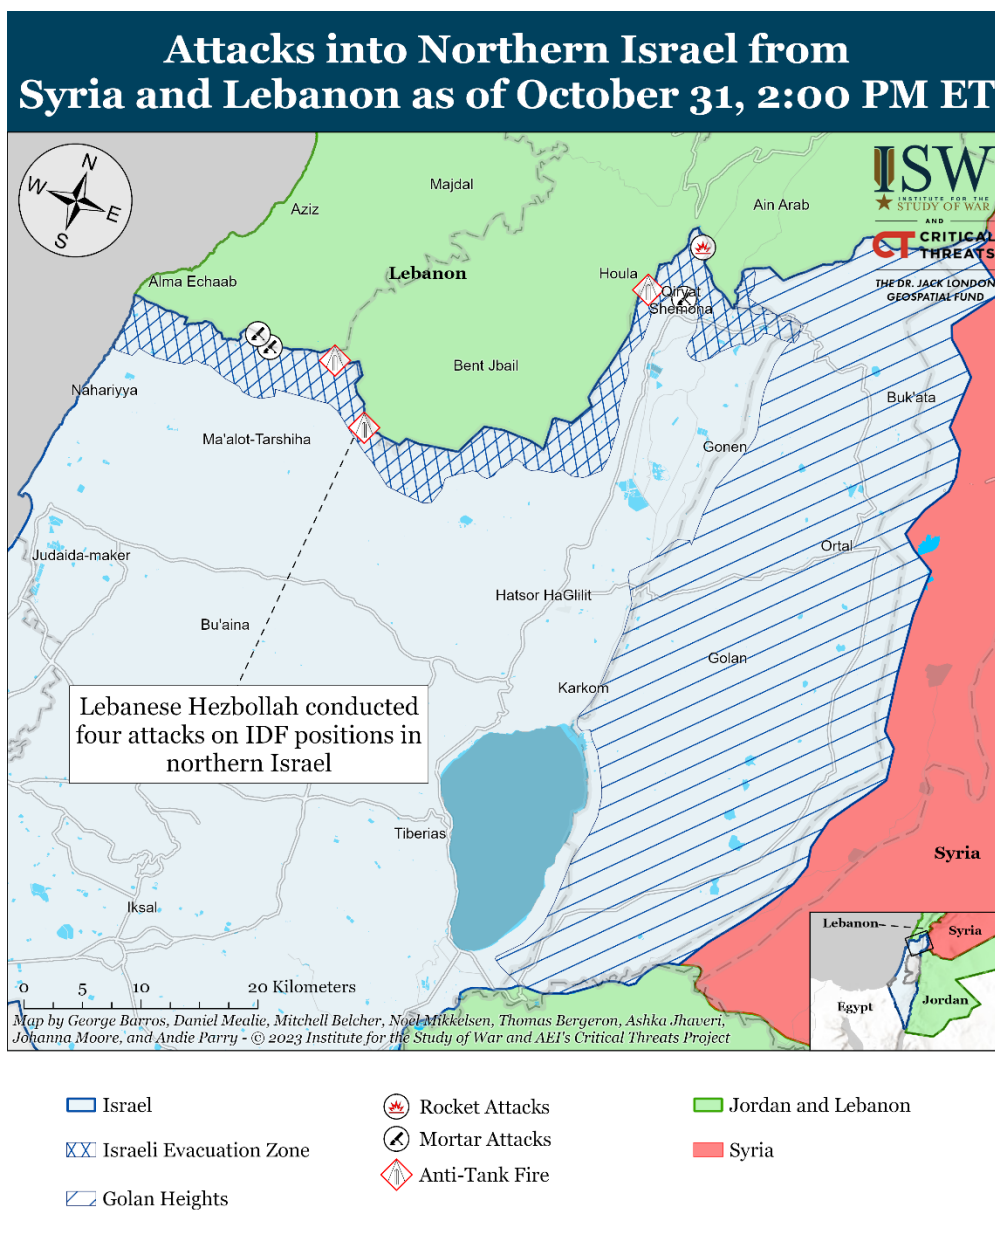 Attacks into Northern Israel from
Syria and Lebanon as of October 31, 2:00 PM ET
N
W
E
S
ISW
INSTITUTE FOR THE
STUDY OF WAR
AND
CT CRITICAL
THREATS
THE DR. JACK LONDON
GEOSPATIAL FUND
Majdal
Aziz
Ain Arab
Alma Echaab
Lebanon
Houla
Qiryat
Shemona
Bent Jbail
Nahariyya
Buk'ata
Ma'alot-Tarshiha
Gonen
Judaida-maker
Ortal
Hatsor HaGlilit
Bu'aina
Golan
Karkom
Lebanese Hezbollah conducted
four attacks on IDF positions in
northern Israel
Tiberias
Syria
Iksal
Lebanon
Syria
Egypt
Jordan
0 5 10 20 Kilometers
Map by George Barros, Daniel Mealie, Mitchell Belcher, Noel Mikkelsen, Thomas Bergeron, Ashka Jhaveri,
Johanna Moore, and Andie Parry - © 2023 Institute for the Study of War and AEI's Critical Threats Project
Israel
Israeli Evacuation Zone
Golan Heights
Rocket Attacks
Mortar Attacks
Anti-Tank Fire
Jordan and Lebanon
Syria